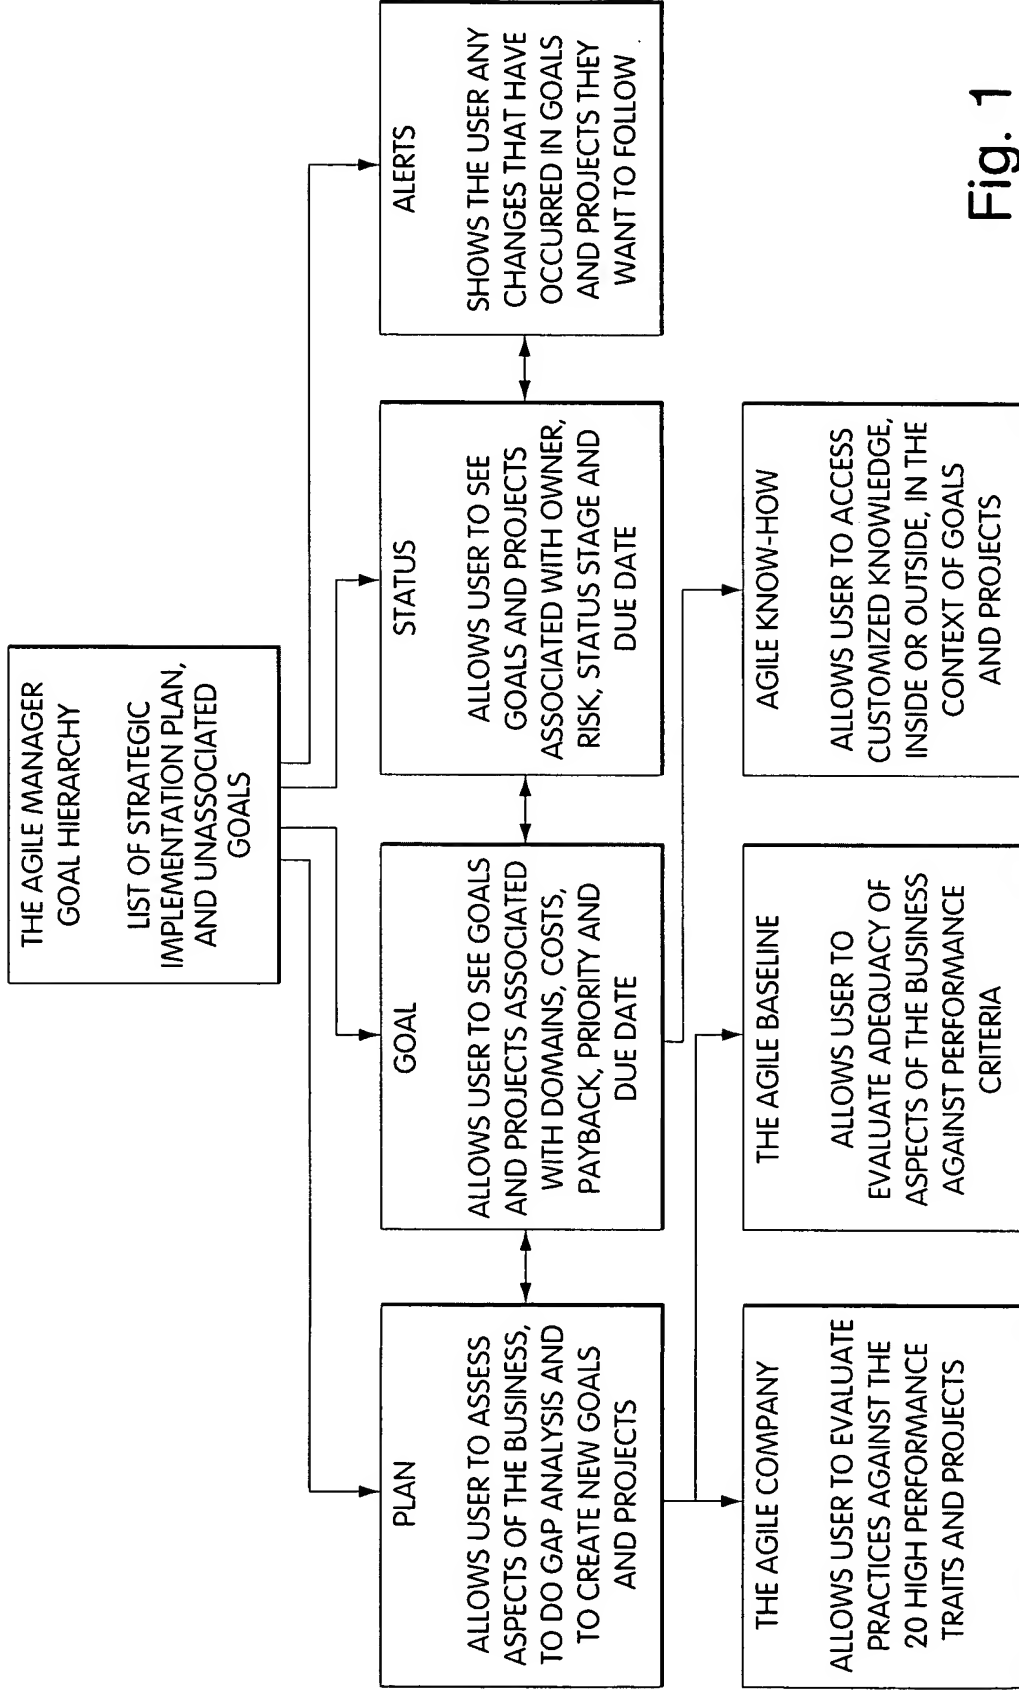 THE AGILE MANAGER
GOAL HIERARCHY
LIST OF STRATEGIC
IMPLEMENTATION PLAN,
AND UNASSOCIATED
GOALS
PLAN
ALLOWS USER TO ASSESS
ASPECTS OF THE BUSINESS,
TO DO GAP ANALYSIS AND
TO CREATE NEW GOALS
AND PROJECTS
GOAL
ALLOWS USER TO SEE GOALS
AND PROJECTS ASSOCIATED
WITH DOMAINS, COSTS,
PAYBACK, PRIORITY AND
DUE DATE
STATUS
ALLOWS USER TO SEE
GOALS AND PROJECTS
ASSOCIATED WITH OWNER,
RISK, STATUS STAGE AND
DUE DATE
ALERTS
SHOWS THE USER ANY
CHANGES THAT HAVE
OCCURRED IN GOALS
AND PROJECTS THEY
WANT TO FOLLOW
THE AGILE COMPANY
ALLOWS USER TO EVALUATE
PRACTICES AGAINST THE
20 HIGH PERFORMANCE
TRAITS AND PROJECTS
THE AGILE BASELINE
ALLOWS USER TO
EVALUATE ADEQUACY OF
ASPECTS OF THE BUSINESS
AGAINST PERFORMANCE
CRITERIA
AGILE KNOW-HOW
ALLOWS USER TO ACCESS
CUSTOMIZED KNOWLEDGE,
INSIDE OR OUTSIDE, IN THE
CONTEXT OF GOALS
AND PROJECTS
Fig. 1